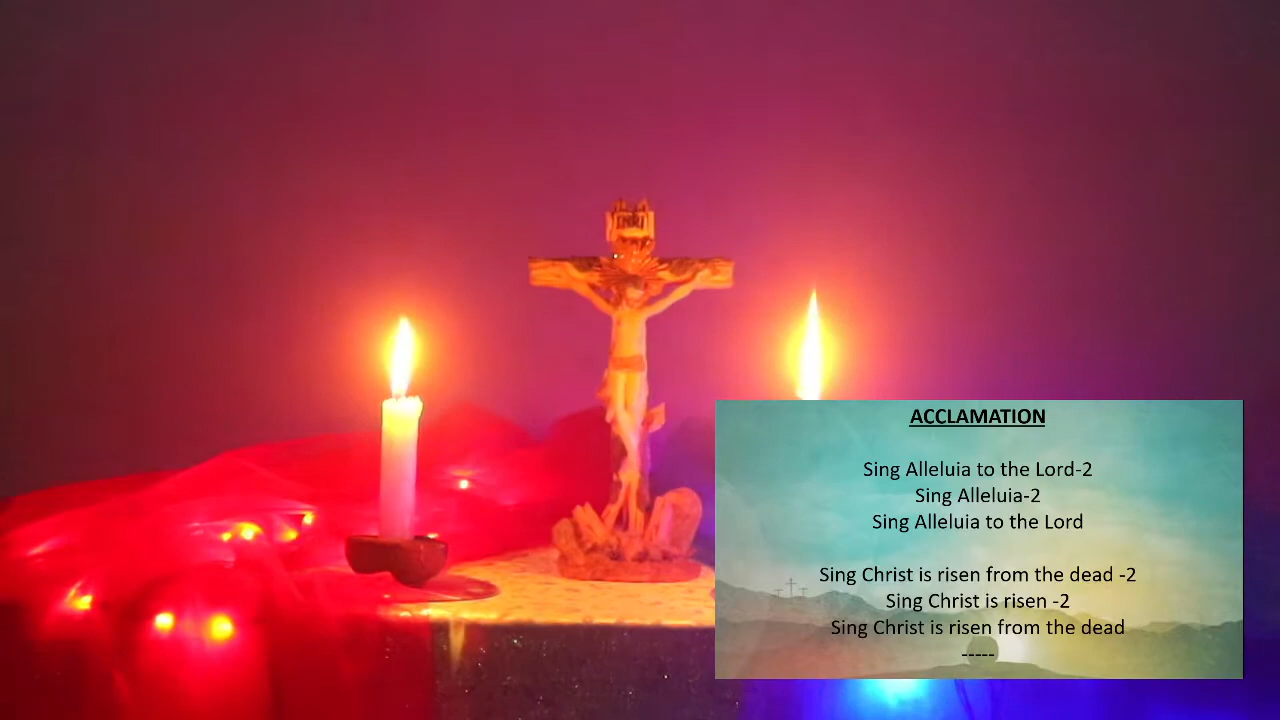 INRI
ACCLAMATION
Sing Alleluia to the Lord-2
Sing Alleluia-2
Sing Alleluia to the Lord
Sing Christ is risen from the dead -2
Sing Christ is risen -2
Sing Christ is risen from the dead
-----